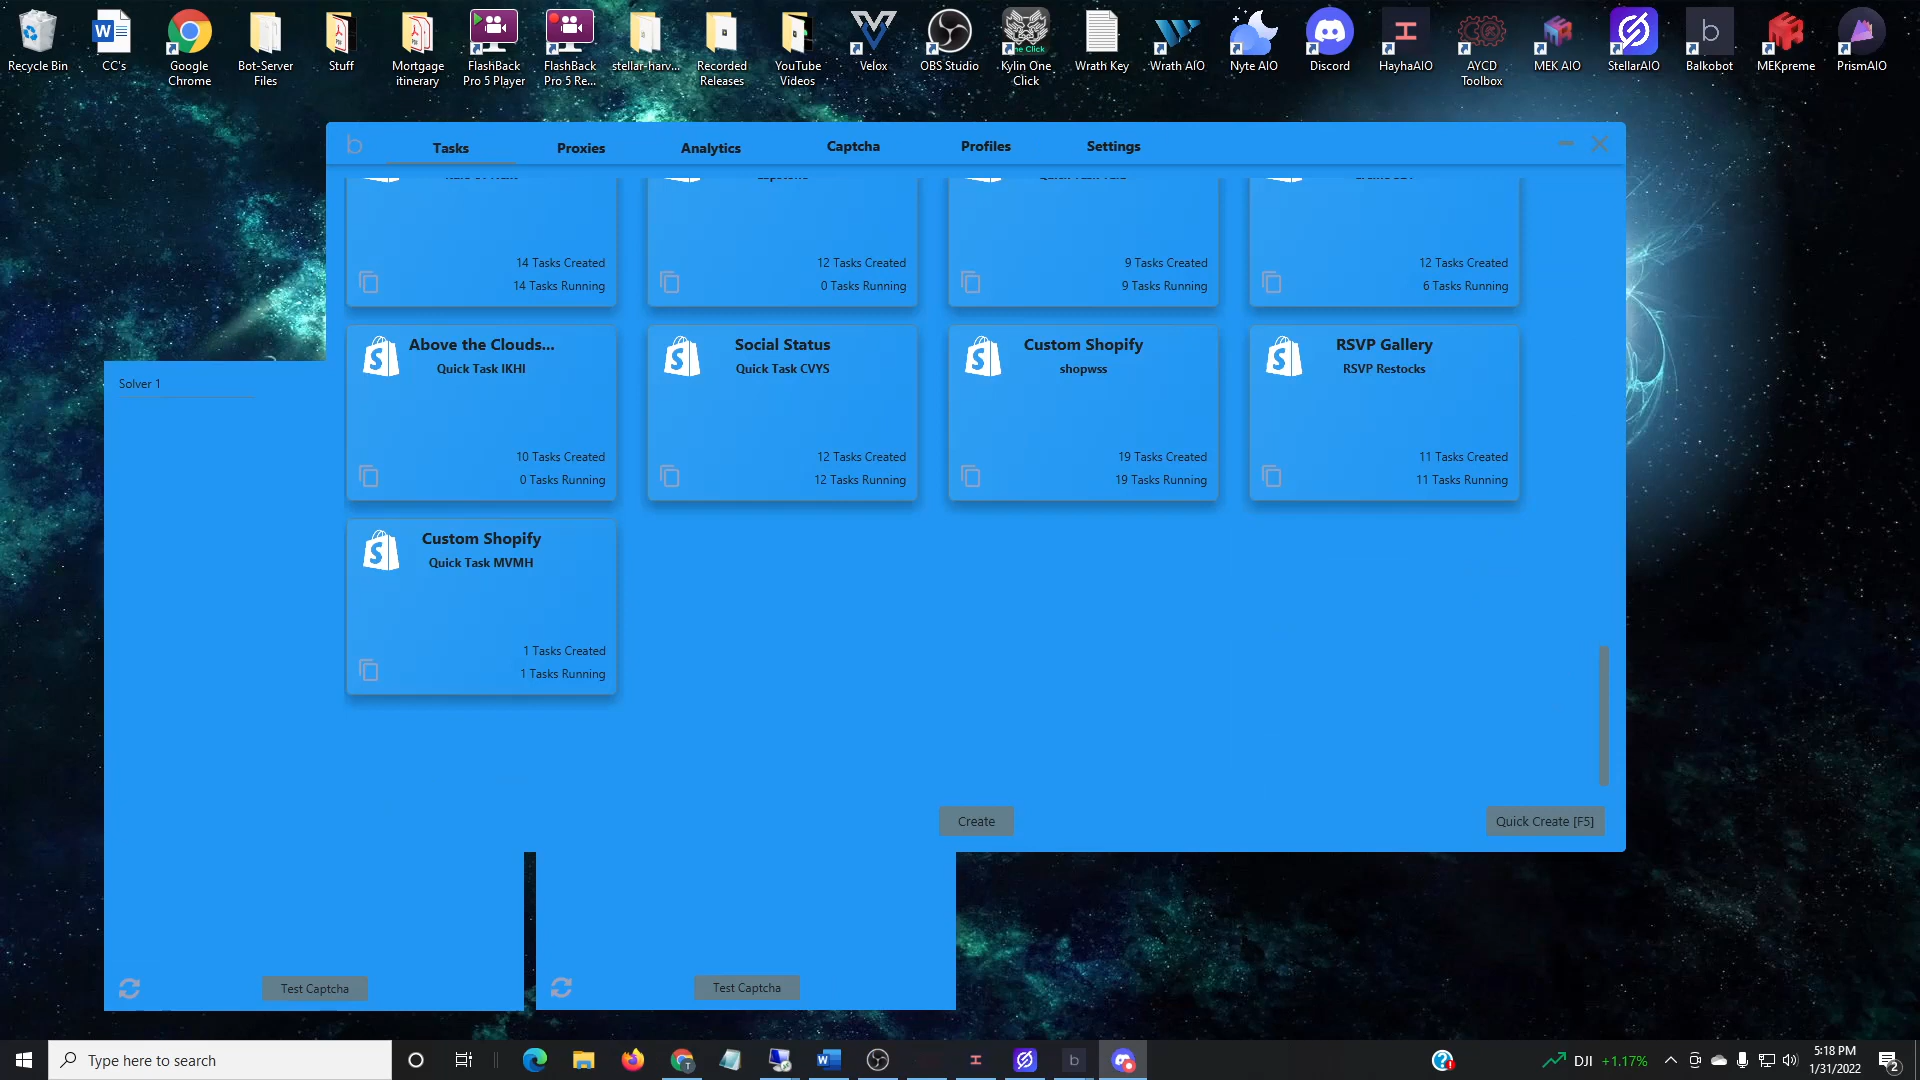 Recycle Bin
CC's
Google
Chrome
Bot-Server
Files
Stuff
Mortgage
itinerary
FlashBack
Pro 5 Player
FlashBack
Pro 5 Re...
stellar-harv...
Recorded
Releases
YouTube
Videos
Velox
OBS Studio
Kylin One
Click
Wrath Key
Wrath AIO
Nyte AIO
Discord
HayhaAIO
AYCD
Toolbox
MEK AIO
StellarAIO
Balkobot
MEKpreme
PrismAIO
Tasks
Proxies
Analytics
Captcha
Profiles
Settings
14 Tasks Created
14 Tasks Running
12 Tasks Created
0 Tasks Running
9 Tasks Created
9 Tasks Running
12 Tasks Created
6 Tasks Running
Above the Clouds...
Quick Task IKHI
10 Tasks Created
0 Tasks Running
Social Status
Quick Task CVYS
12 Tasks Created
12 Tasks Running
Custom Shopify
shopwss
19 Tasks Created
19 Tasks Running
RSVP Gallery
RSVP Restocks
11 Tasks Created
11 Tasks Running
Custom Shopify
Quick Task MVMH
1 Tasks Created
1 Tasks Running
Create
Quick Create [F5]
Solver 1
Test Captcha
Test Captcha
Type here to search
DJI +1.17%
5:18 PM
1/31/2022
2